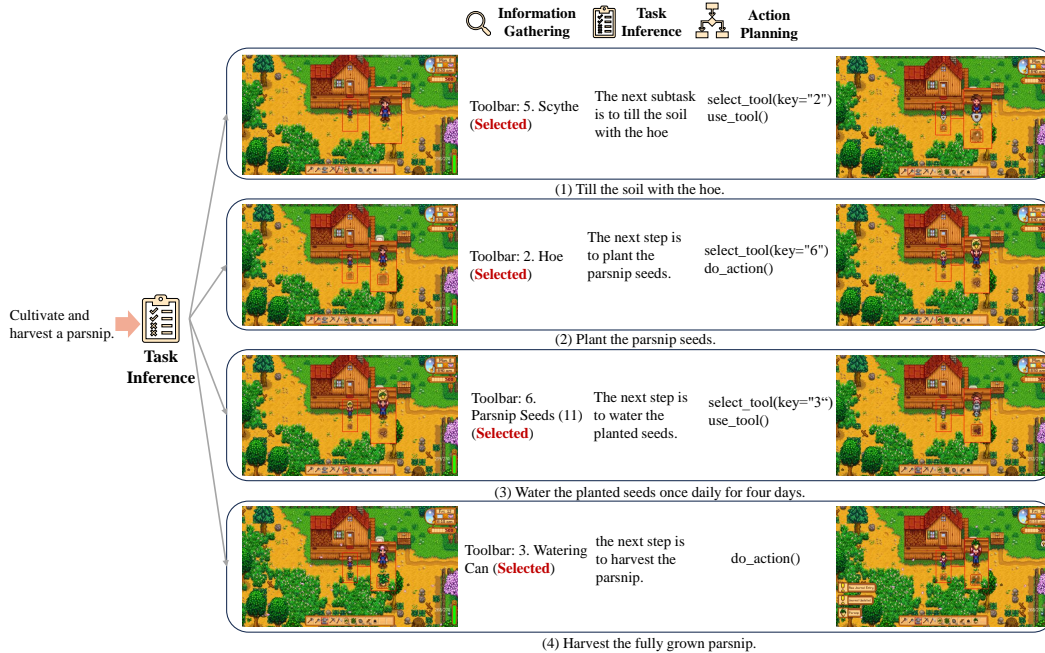 Information
Gathering
Task
Inference
Action
Planning
Toolbar: 5. Scythe
(Selected)
The next subtask
is to till the soil
with the hoe
select_tool(key="2")
use_tool()
(1) Till the soil with the hoe.
Toolbar: 2. Hoe
(Selected)
The next step is
to plant the
parsnip seeds.
select_tool(key="6")
do_action()
(2) Plant the parsnip seeds.
Cultivate and
harvest a parsnip.
Task
Inference
Toolbar: 6.
Parsnip Seeds (11)
(Selected)
The next step is
to water the
planted seeds.
select_tool(key="3“)
use_tool()
(3) Water the planted seeds once daily for four days.
Toolbar: 3. Watering
Can (Selected)
the next step is
to harvest the
parsnip.
do_action()
(4) Harvest the fully grown parsnip.